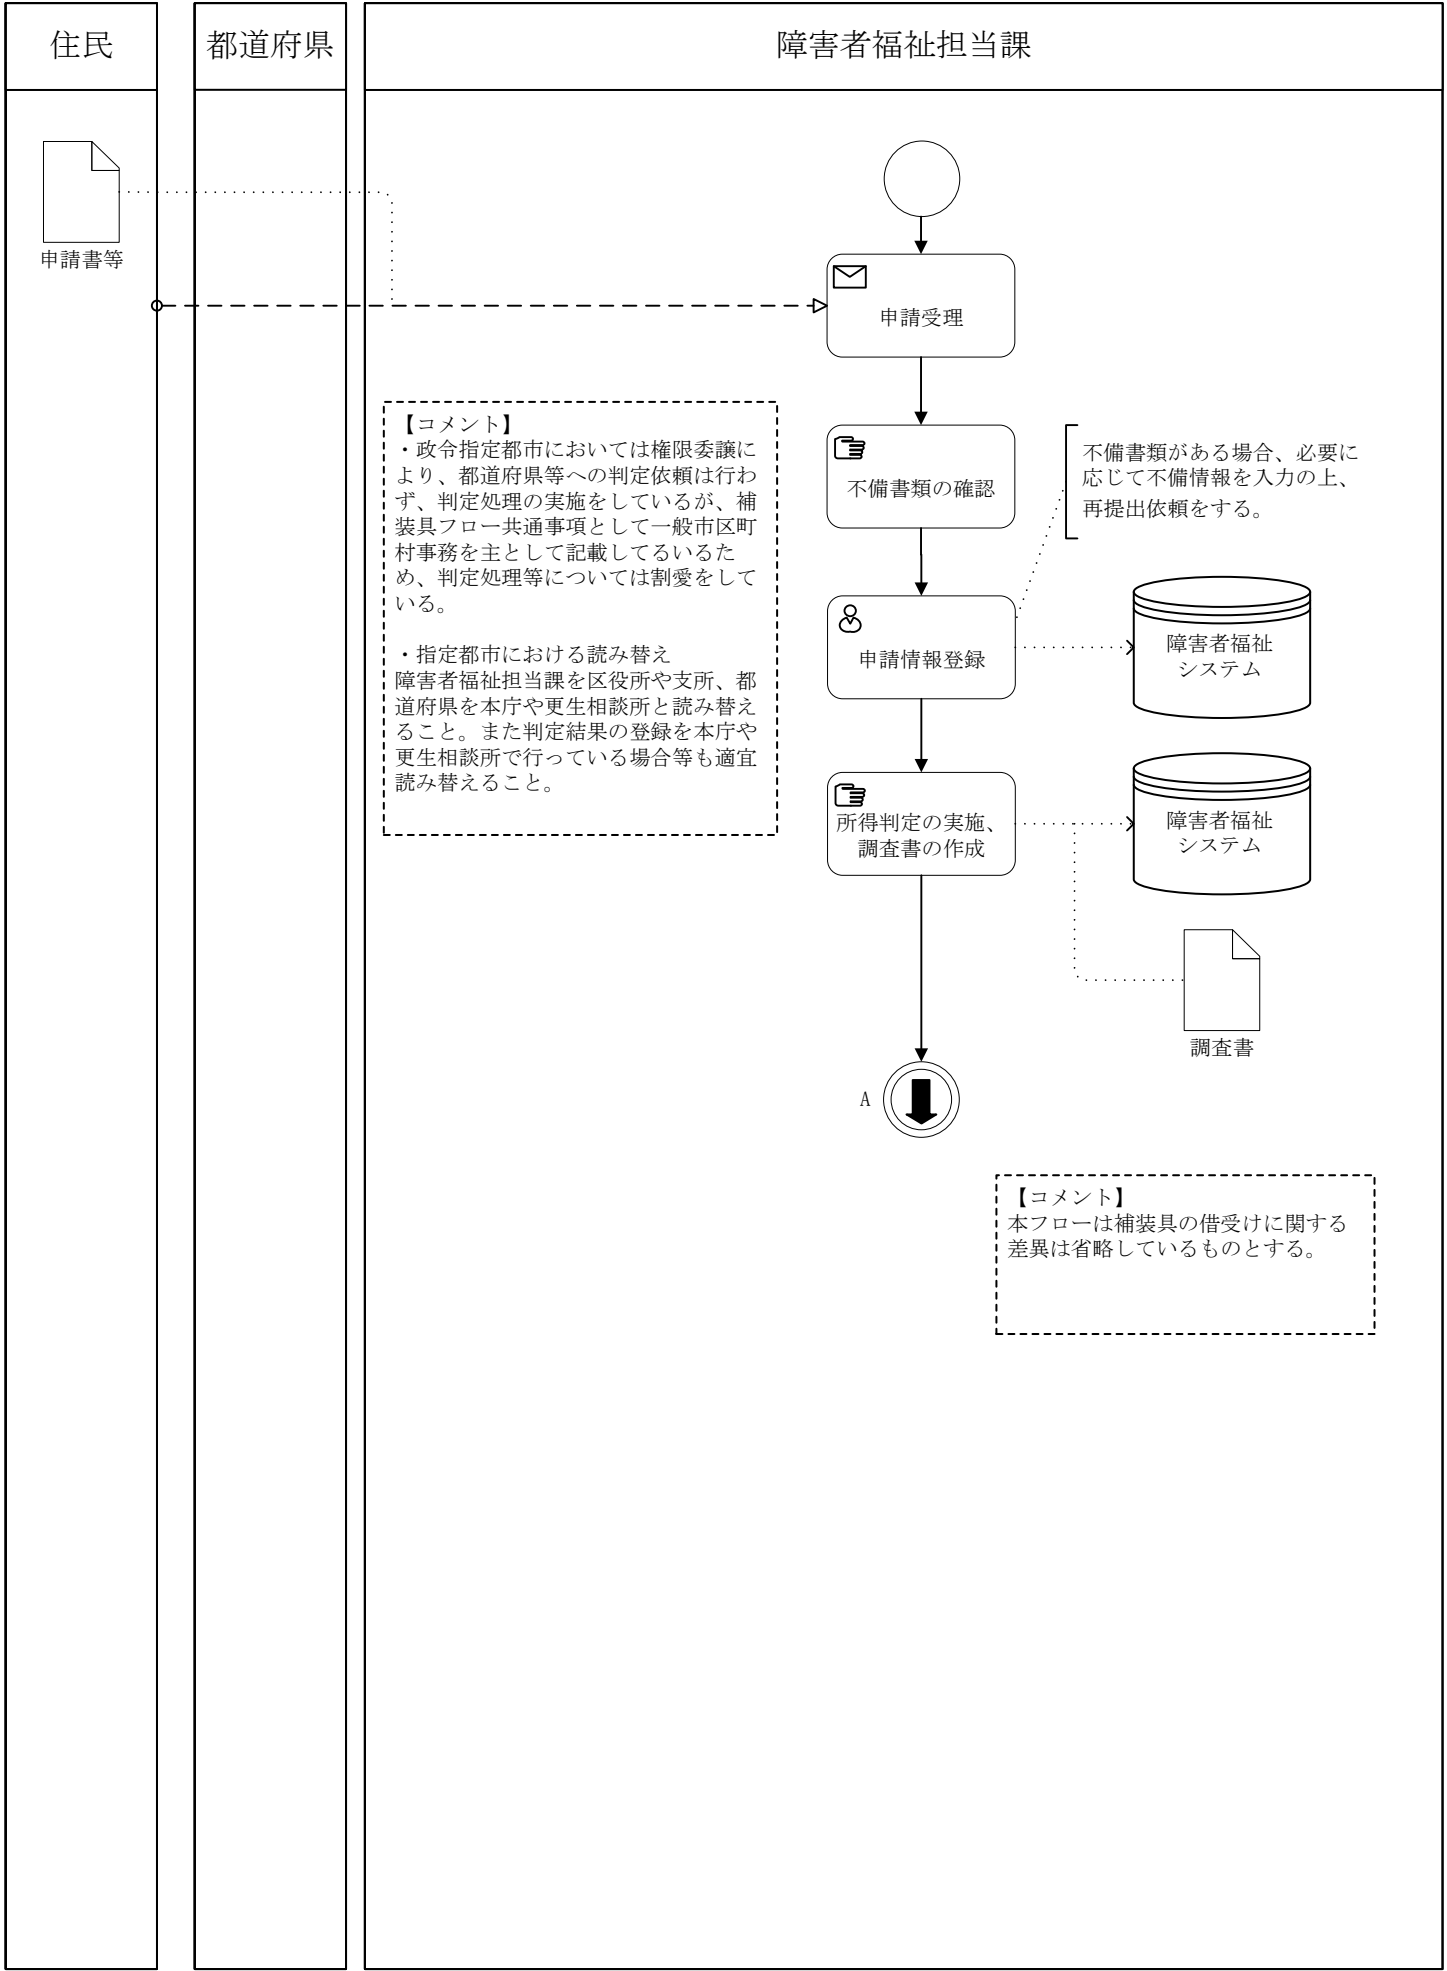 住民
都道府県
障害者福祉担当課
申請書等
申請受理
【コメント】
・政令指定都市においては権限委譲に
より、都道府県等への判定依頼は行わ
ず、判定処理の実施をしているが、補
装具フロー共通事項として一般市区町
村事務を主として記載してるいるた
め、判定処理等については割愛をして
いる。
・指定都市における読み替え
障害者福祉担当課を区役所や支所、都
道府県を本庁や更生相談所と読み替え
ること。また判定結果の登録を本庁や
更生相談所で行っている場合等も適宜
読み替えること。
不備書類の確認
不備書類がある場合、必要に
応じて不備情報を入力の上、
再提出依頼をする。
申請情報登録
障害者福祉
システム
所得判定の実施、
調査書の作成
障害者福祉
システム
調査書
A
【コメント】
本フローは補装具の借受けに関する
差異は省略しているものとする。